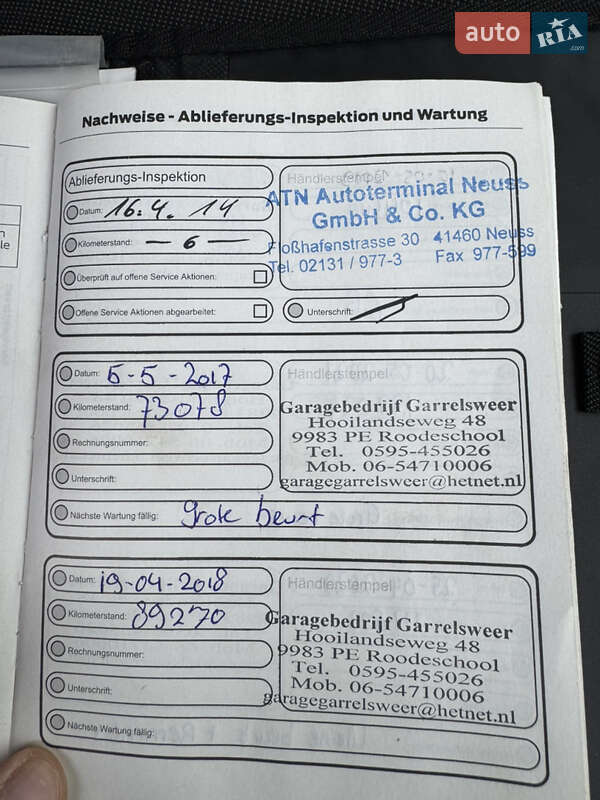 auto RIA.com
Nachweise - Ablieferungs-Inspektion und Wartung
Ablieferungs-Inspektion
Händlerstempel
Datum: 16.4.14
ATN Autoterminal Neuss
GmbH & Co. KG
Kilometerstand: — 6 —
Floßhafenstrasse 30 41460 Neuss
Tel. 02131 / 977-3 Fax 977-599
Überprüft auf offene Service Aktionen:
Offene Service Aktionen abgearbeitet:
Unterschrift:
Datum: 5-5-2017
Händlerstempel
Kilometerstand: 73078
Garagebedrijf Garrelsweer
Hooilandseweg 48
Rechnungsnummer:
9983 PE Roodeschool
Tel. 0595-455026
Mob. 06-54710006
Unterschrift:
garagegarrelsweer@hetnet.nl
Nächste Wartung fällig: grote beurt
Datum: 19-04-2018
Händlerstempel
Kilometerstand: 89270
Garagebedrijf Garrelsweer
Hooilandseweg 48
Rechnungsnummer:
9983 PE Roodeschool
Tel. 0595-455026
Unterschrift:
Mob. 06-54710006
garagegarrelsweer@hetnet.nl
Nächste Wartung fällig: